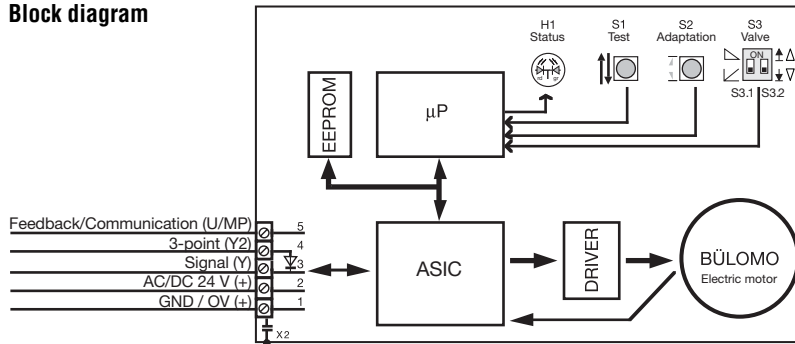 Block diagram
H1
Status
S1
Test
S2
Adaptation
S3
Valve
rd gr
ON
S3.1 S3.2
EEPROM
µP
Feedback/Communication (U/MP) 5
3-point (Y2) 4
Signal (Y) 3
AC/DC 24 V (+) 2
GND / OV (+) 1
X2
ASIC
DRIVER
BÜLOMO
Electric motor